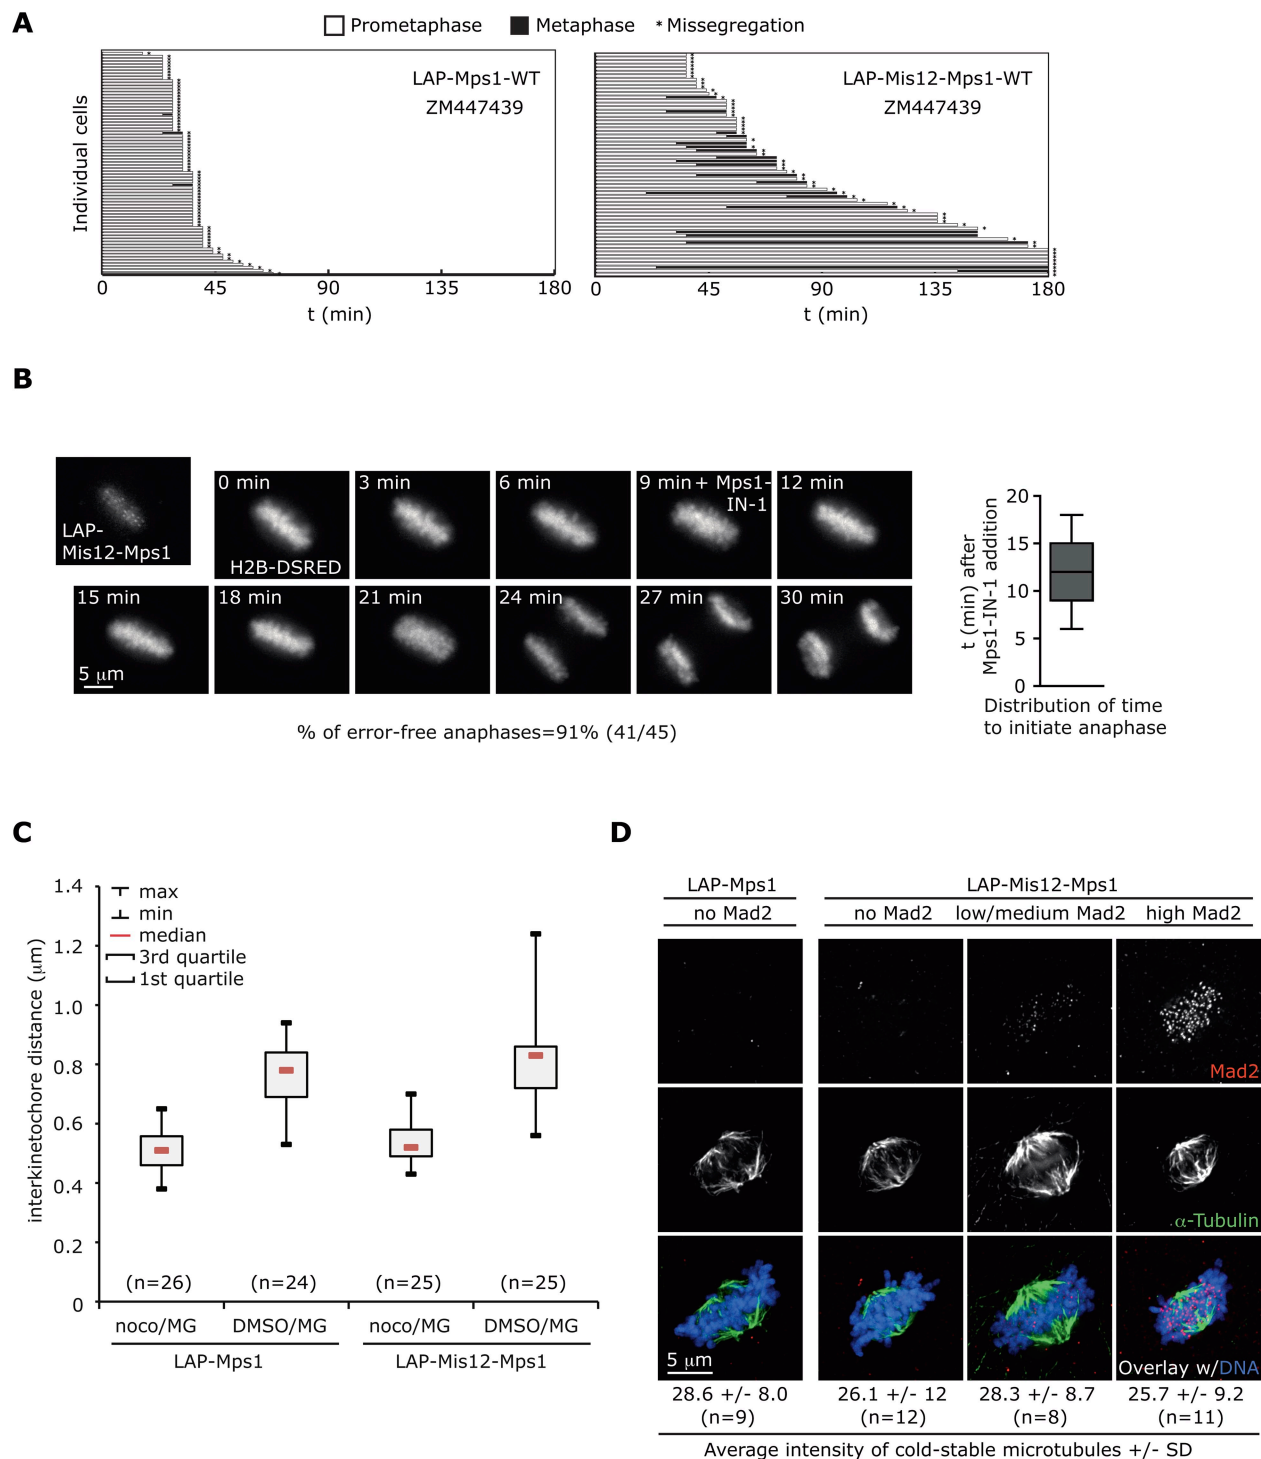 A
Prometaphase Metaphase * Missegregation
Individual cells
LAP-Mps1-WT
ZM447439
0 45 90 135 180
t (min)
LAP-Mis12-Mps1-WT
ZM447439
0 45 90 135 180
t (min)
B
LAP-
Mis12-Mps1
0 min
H2B-DSRED
3 min
6 min
9 min + Mps1-
IN-1
12 min
15 min
5 μm
18 min
21 min
24 min
27 min
30 min
% of error-free anaphases=91% (41/45)
t (min) after
Mps1-IN-1 addition
20
15
10
5
0
Distribution of time
to initiate anaphase
C
interkinetochore distance (μm)
1.4
1.2
1.0
0.8
0.6
0.4
0.2
0
max
min
median
3rd quartile
1st quartile
(n=26) (n=24) (n=25) (n=25)
noco/MG DMSO/MG noco/MG DMSO/MG
LAP-Mps1 LAP-Mis12-Mps1
D
LAP-Mps1 LAP-Mis12-Mps1
no Mad2 no Mad2 low/medium Mad2 high Mad2
Mad2
α-Tubulin
5 μm
Overlay w/DNA
28.6 +/- 8.0 26.1 +/- 12 28.3 +/- 8.7 25.7 +/- 9.2
(n=9) (n=12) (n=8) (n=11)
Average intensity of cold-stable microtubules +/- SD